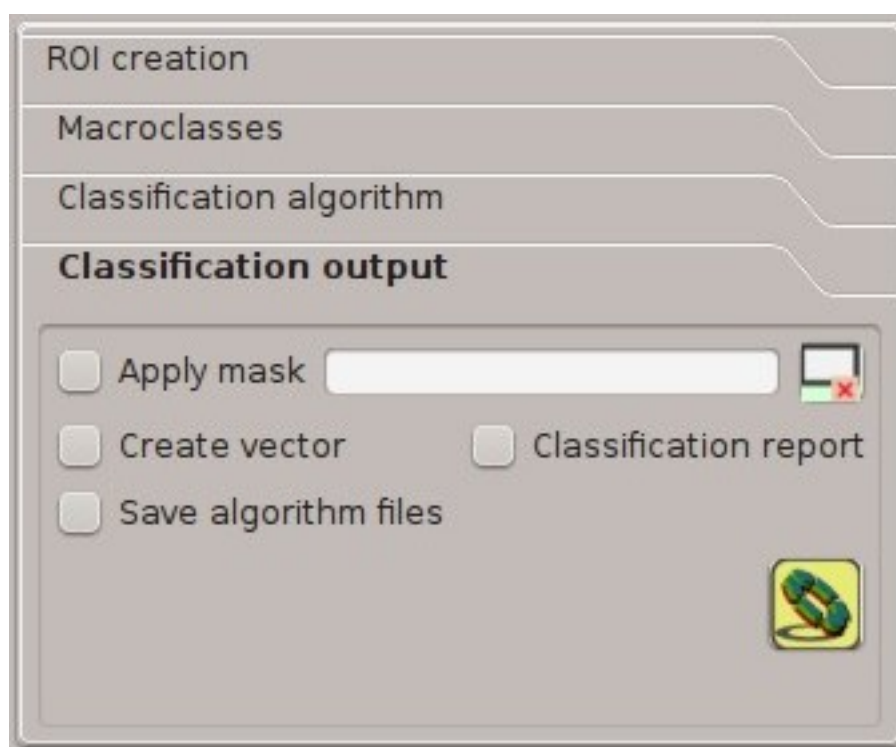 ROI creation
Macroclasses
Classification algorithm
Classification output
Apply mask
Create vector
Classification report
Save algorithm files